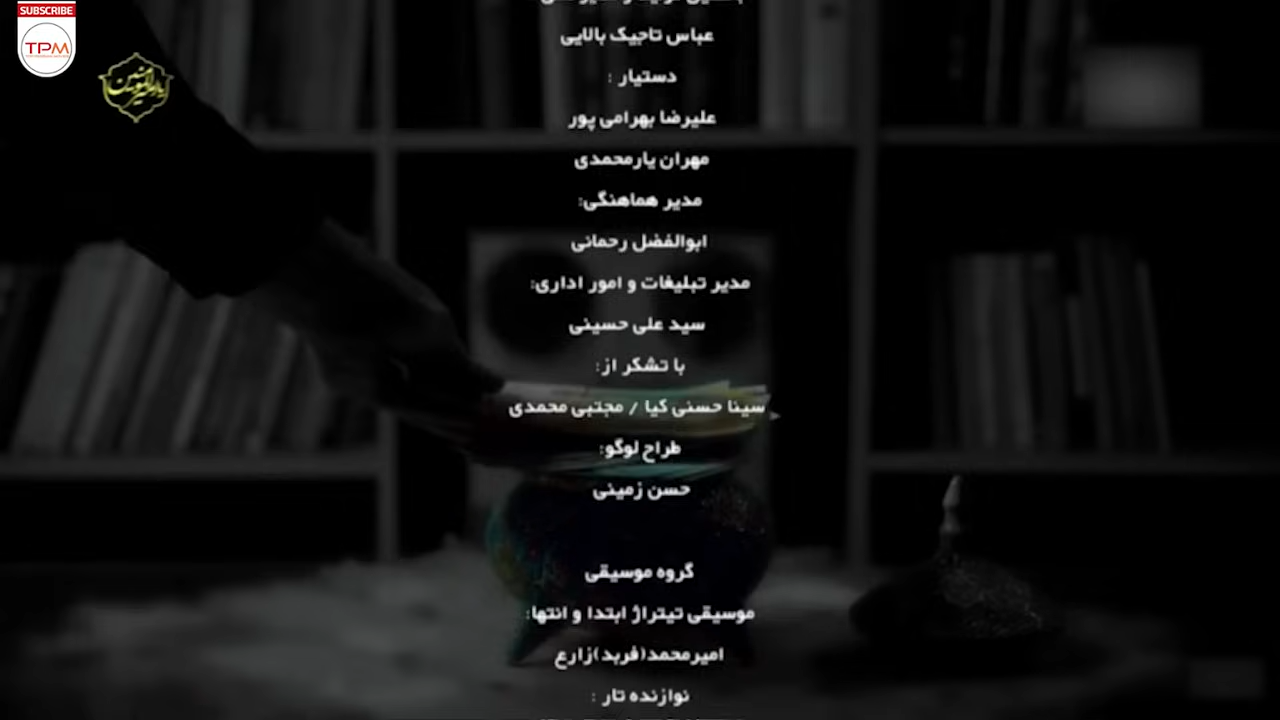 SUBSCRIBE
TPM
عباس تاجیک بالایی
دستیار :
علیرضا بهرامی پور
مهران یارمحمدی
مدیر هماهنگی:
ابوالفضل رحمانی
مدیر تبلیغات و امور اداری:
سید علی حسینی
با تشکر از:
سینا حسنی کیا / مجتبی محمدی
طراح لوگو:
حسن زمینی
گروه موسیقی
موسیقی تیتراژ ابتدا و انتها:
امیرمحمد(فربد)زارع
نوازنده تار :